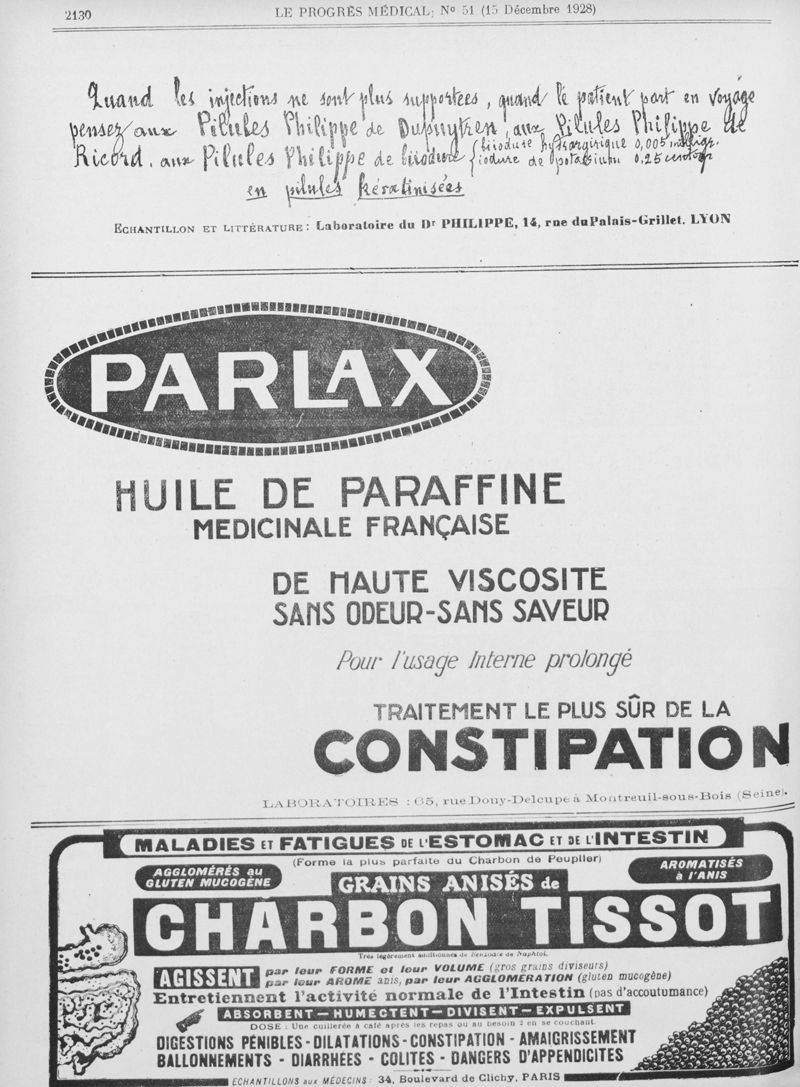 2130
LE PROGRÈS MÉDICAL; No 51 (15 Décembre 1928)
Quand les injections ne sont plus supportées, quand le patient part en voyage
pensez aux Pilules Philippe de Dupuytren, aux Pilules Philippe de
Ricord, aux Pilules Philippe de biiodure { biiodure hydrargirique 0,005 milligr.
iodure de potassium 0,25 centigr
en pilules kératinisées
ECHANTILLON ET LITTÉRATURE: Laboratoire du Dr PHILIPPE, 14, rue du Palais-Grillet. LYON
PARLAX
HUILE DE PARAFFINE
MEDICINALE FRANÇAISE
DE HAUTE VISCOSITE
SANS ODEUR-SANS SAVEUR
Pour l'usage Interne prolongé
TRAITEMENT LE PLUS SÛR DE LA
CONSTIPATION
LABORATOIRES : 65, rue Douy-Delcupe à Montreuil-sous-Bois (Seine).
MALADIES ET FATIGUES DE L'ESTOMAC ET DE L'INTESTIN
(Forme la plus parfaite du Charbon de Peuplier)
AGGLOMÉRÉS au
GLUTEN MUCOGÈNE
GRAINS ANISÉS de
AROMATISÉS
à l'ANIS
CHARBON TISSOT
Très légèrement additionnés de Benzoate de Naphtol.
AGISSENT par leur FORME et leur VOLUME (gros grains diviseurs)
par leur AROME anis, par leur AGGLOMÉRATION (gluten mucogène)
Entretiennent l'activité normale de l'Intestin (pas d'accoutumance)
ABSORBENT — HUMECTENT — DIVISENT — EXPULSENT
DOSE : Une cuillerée à café après les repas ou au besoin 2 en se couchant.
DIGESTIONS PÉNIBLES - DILATATIONS - CONSTIPATION - AMAIGRISSEMENT
BALLONNEMENTS - DIARRHÉES - COLITES - DANGERS D'APPENDICITES
ECHANTILLONS aux MÉDECINS : 34, Boulevard de Clichy, PARIS